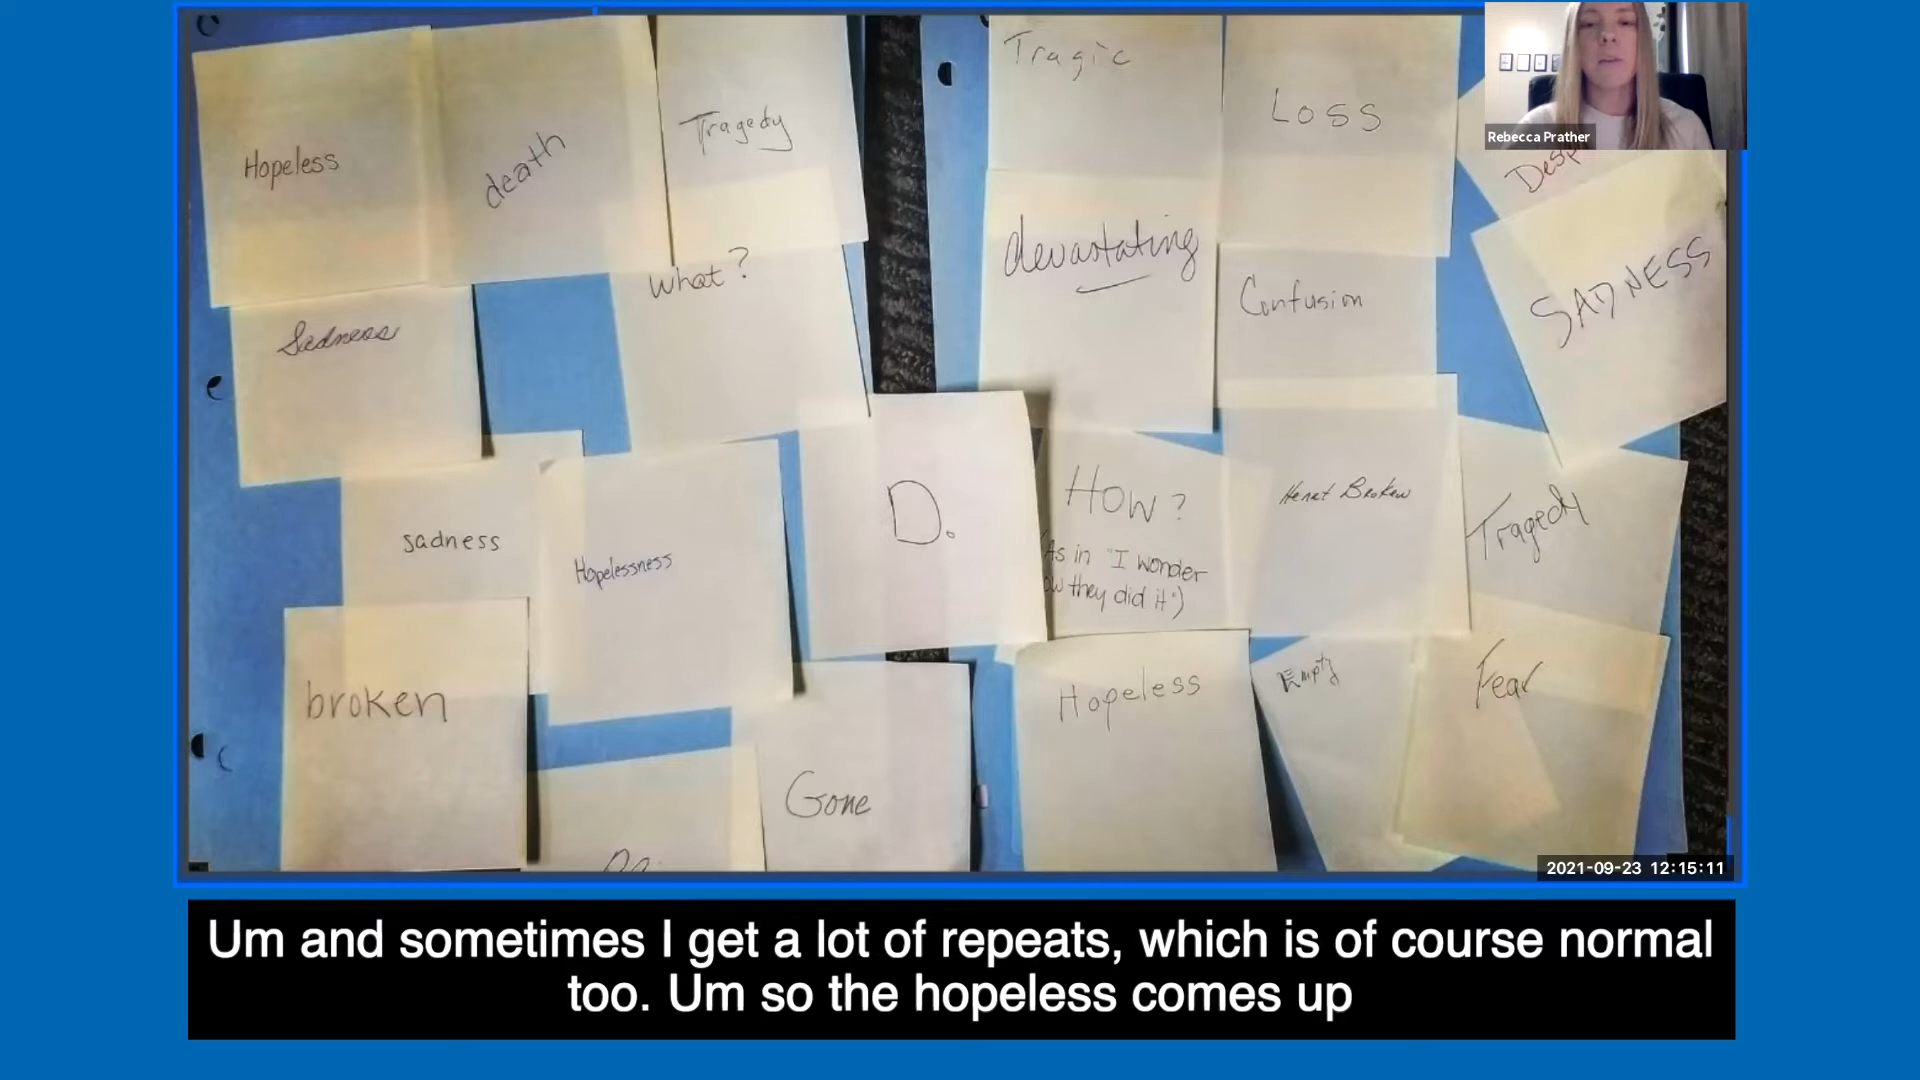 Tragic
Loss
Rebecca Prather
Hopeless
death
Tragedy
devastating
SADNESS
What?
Confusion
Sadness
D.
HOW?
As in "I wonder
they did it")
Heart Broken
Tragedy
sadness
Hopelessness
broken
Gone
Hopeless
Empty
Fear
2021-09-23 12:15:11
Um and sometimes I get a lot of repeats, which is of course normal
too. Um so the hopeless comes up